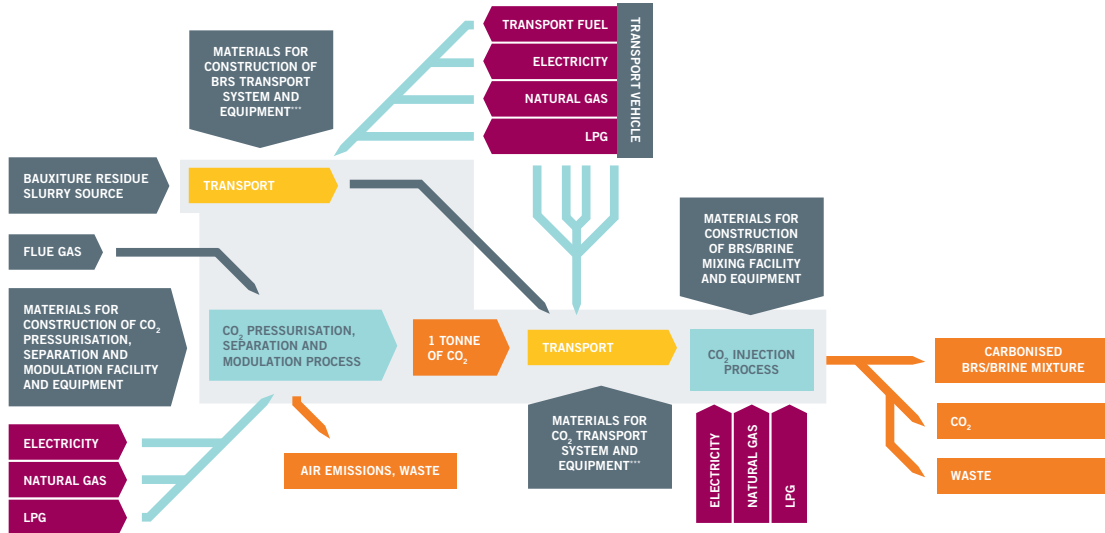 MATERIALS FOR
CONSTRUCTION OF
BRS TRANSPORT
SYSTEM AND
EQUIPMENT***
TRANSPORT FUEL
ELECTRICITY
NATURAL GAS
LPG
TRANSPORT VEHICLE
BAUXITURE RESIDUE
SLURRY SOURCE
TRANSPORT
FLUE GAS
MATERIALS FOR
CONSTRUCTION
OF BRS/BRINE
MIXING FACILITY
AND EQUIPMENT
MATERIALS FOR
CONSTRUCTION OF CO₂
PRESSURISATION,
SEPARATION AND
MODULATION FACILITY
AND EQUIPMENT
CO₂ PRESSURISATION,
SEPARATION AND
MODULATION PROCESS
1 TONNE
OF CO₂
TRANSPORT
CO₂ INJECTION
PROCESS
CARBONISED
BRS/BRINE MIXTURE
CO₂
WASTE
MATERIALS FOR
CO₂ TRANSPORT
SYSTEM AND
EQUIPMENT***
ELECTRICITY
NATURAL GAS
LPG
ELECTRICITY
NATURAL GAS
LPG
AIR EMISSIONS, WASTE